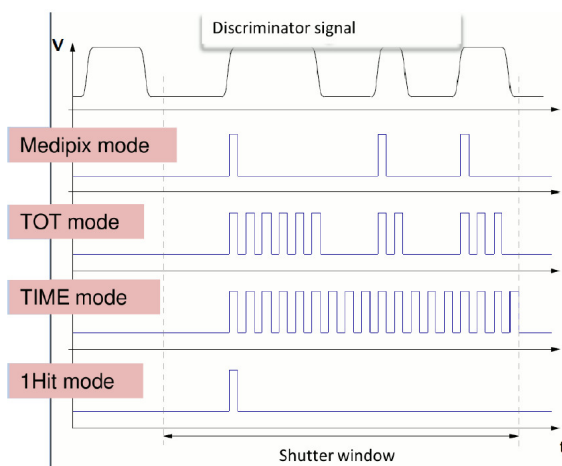 Discriminator signal
V
Medipix mode
TOT mode
TIME mode
1Hit mode
Shutter window
t